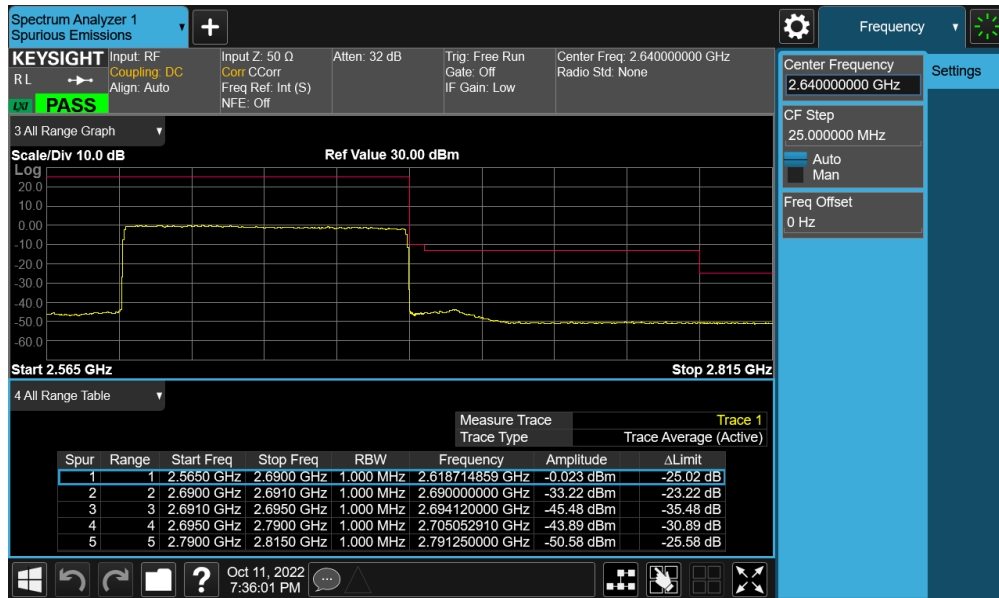 Spectrum Analyzer 1
Spurious Emissions
+
Frequency
KEYSIGHT
R L
LXI
PASS
Input: RF
Coupling: DC
Align: Auto
Input Z: 50 Ω
Corr CCorr
Freq Ref: Int (S)
NFE: Off
Atten: 32 dB
Trig: Free Run
Gate: Off
IF Gain: Low
Center Freq: 2.640000000 GHz
Radio Std: None
Center Frequency
2.640000000 GHz
Settings
CF Step
25.000000 MHz
Auto
Man
Freq Offset
0 Hz
3 All Range Graph
Scale/Div 10.0 dB
Ref Value 30.00 dBm
Log
20.0
10.0
0.00
-10.0
-20.0
-30.0
-40.0
-50.0
-60.0
Start 2.565 GHz
Stop 2.815 GHz
4 All Range Table
Measure Trace Trace 1
Trace Type Trace Average (Active)
Spur Range Start Freq Stop Freq RBW Frequency Amplitude ΔLimit
1 1 2.5650 GHz 2.6900 GHz 1.000 MHz 2.618714859 GHz -0.023 dBm -25.02 dB
2 2 2.6900 GHz 2.6910 GHz 1.000 MHz 2.690000000 GHz -33.22 dBm -23.22 dB
3 3 2.6910 GHz 2.6950 GHz 1.000 MHz 2.694120000 GHz -45.48 dBm -35.48 dB
4 4 2.6950 GHz 2.7900 GHz 1.000 MHz 2.705052910 GHz -43.89 dBm -30.89 dB
5 5 2.7900 GHz 2.8150 GHz 1.000 MHz 2.791250000 GHz -50.58 dBm -25.58 dB
?
Oct 11, 2022
7:36:01 PM